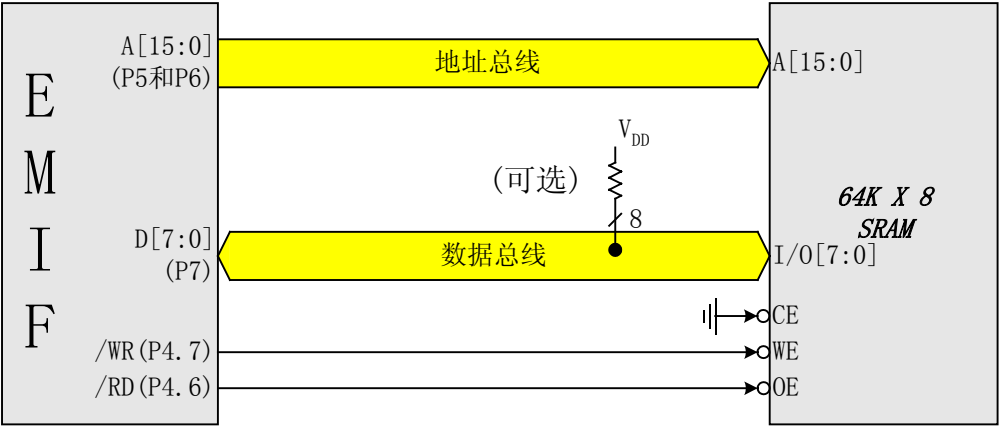 EMIF
A[15:0]
(P5和P6)
地址总线
A[15:0]
V_DD
(可选)
8
64K X 8
SRAM
D[7:0]
(P7)
数据总线
I/O[7:0]
CE
/WR(P4.7)
WE
/RD(P4.6)
OE